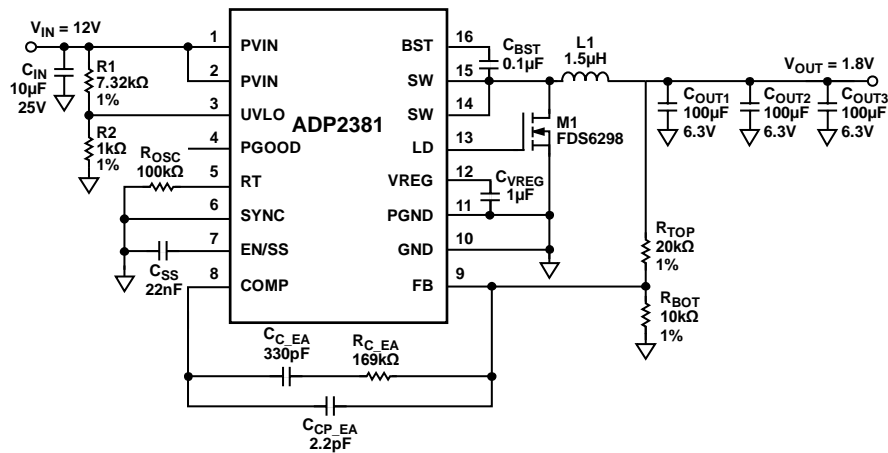 V_IN = 12V
C_IN
10µF
25V
R1
7.32kΩ
1%
R2
1kΩ
1%
R_OSC
100kΩ
C_SS
22nF
1
2
3
4
5
6
7
8
PVIN
PVIN
UVLO
PGOOD
RT
SYNC
EN/SS
COMP
ADP2381
BST
SW
SW
LD
VREG
PGND
GND
FB
16
15
14
13
12
11
10
9
C_BST
0.1µF
L1
1.5µH
M1
FDS6298
C_VREG
1µF
V_OUT = 1.8V
C_OUT1
100µF
6.3V
C_OUT2
100µF
6.3V
C_OUT3
100µF
6.3V
R_TOP
20kΩ
1%
R_BOT
10kΩ
1%
C_C_EA
330pF
R_C_EA
169kΩ
C_CP_EA
2.2pF